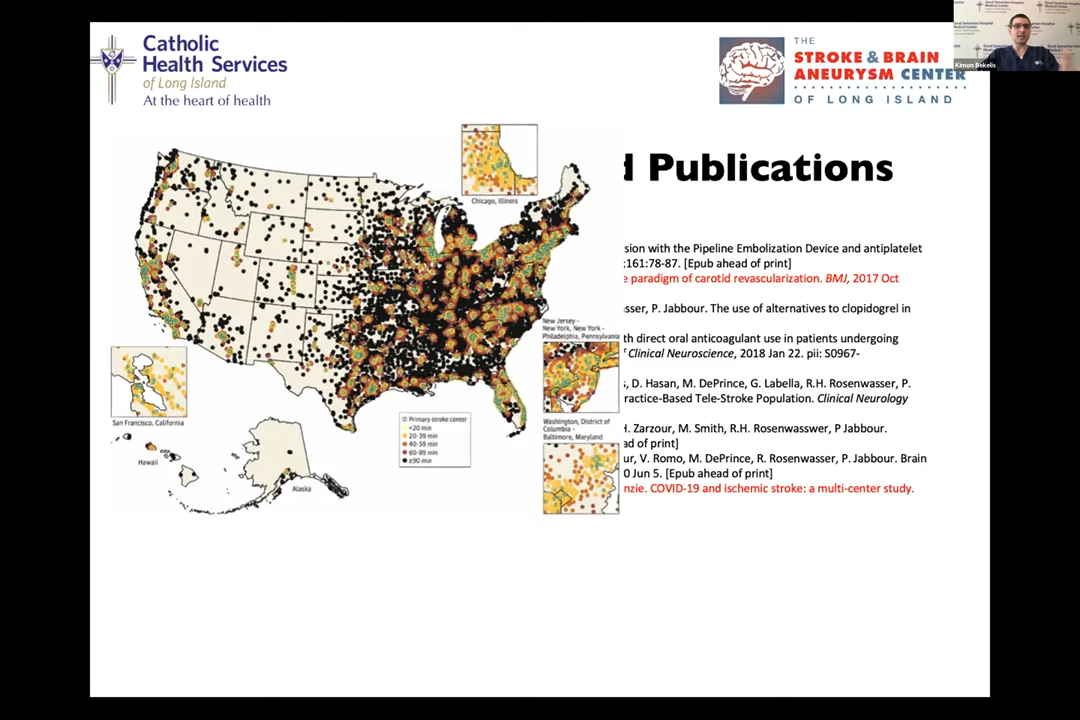 Catholic
Health Services
of Long Island
At the heart of health
THE
STROKE & BRAIN
ANEURYSM CENTER
OF LONG ISLAND
Kimon Bekelis
Good Samaritan Hospital
Medical Center
d Publications
sion with the Pipeline Embolization Device and antiplatelet
;161:78-87. [Epub ahead of print]
e paradigm of carotid revascularization. BMJ, 2017 Oct
sser, P. Jabbour. The use of alternatives to clopidogrel in
th direct oral anticoagulant use in patients undergoing
f Clinical Neuroscience, 2018 Jan 22. pii: S0967-
s, D. Hasan, M. DePrince, G. Labella, R.H. Rosenwasser, P.
ractice-Based Tele-Stroke Population. Clinical Neurology
H. Zarzour, M. Smith, R.H. Rosenwasswer, P Jabbour.
ad of print]
ur, V. Romo, M. DePrince, R. Rosenwasser, P. Jabbour. Brain
0 Jun 5. [Epub ahead of print]
nzie. COVID-19 and ischemic stroke: a multi-center study.
Chicago, Illinois
New Jersey -
New York, New York -
Philadelphia, Pennsylvania
San Francisco, California
Washington, District of
Columbia -
Baltimore, Maryland
Hawaii
Alaska
Primary stroke center
<20 min
20-39 min
40-59 min
60-89 min
≥90 min